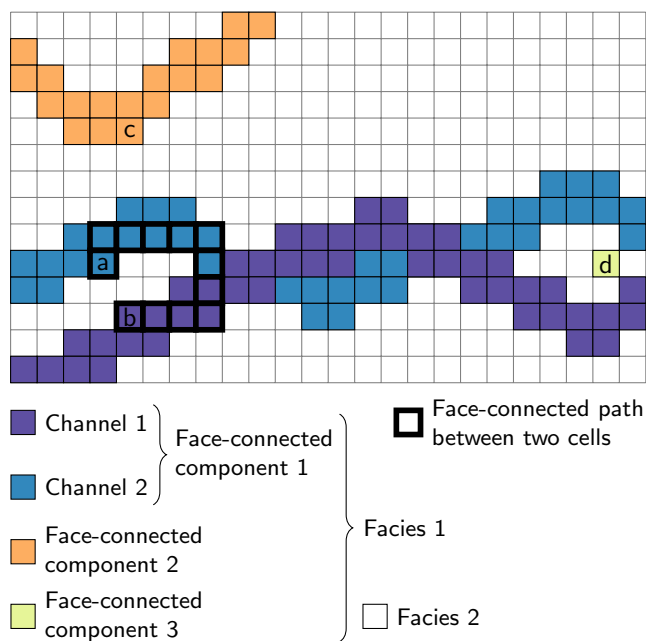 c
a
d
b
Channel 1
Channel 2
Face-connected
component 1
Face-connected path
between two cells
Face-connected
component 2
Facies 1
Face-connected
component 3
Facies 2